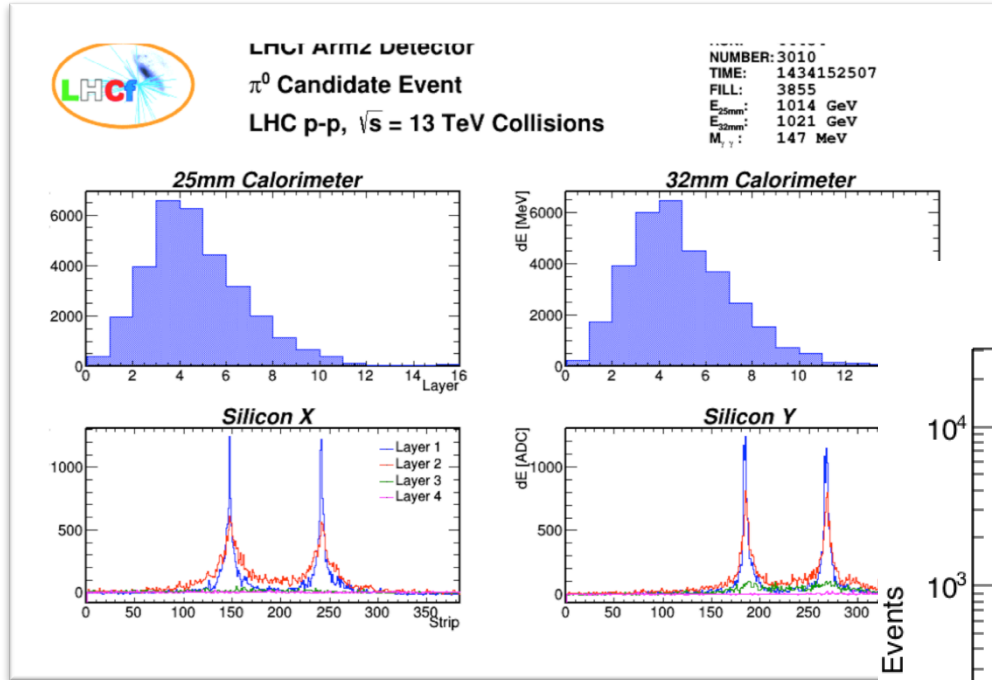 LHCf
LHCf Arm2 Detector
π⁰ Candidate Event
LHC p-p, √s = 13 TeV Collisions
NUMBER: 3010
TIME: 1434152507
FILL: 3855
E25mm: 1014 GeV
E32mm: 1021 GeV
Mγγ: 147 MeV
25mm Calorimeter
6000
4000
2000
0
0 2 4 6 8 10 12 14 16
Layer
32mm Calorimeter
dE [MeV]
6000
4000
2000
0
0 2 4 6 8 10 12
Silicon X
1000
500
0
Layer 1
Layer 2
Layer 3
Layer 4
0 50 100 150 200 250 300 350
Strip
Silicon Y
dE [ADC]
1000
500
0
0 50 100 150 200 250 300
10⁴
10³
Events